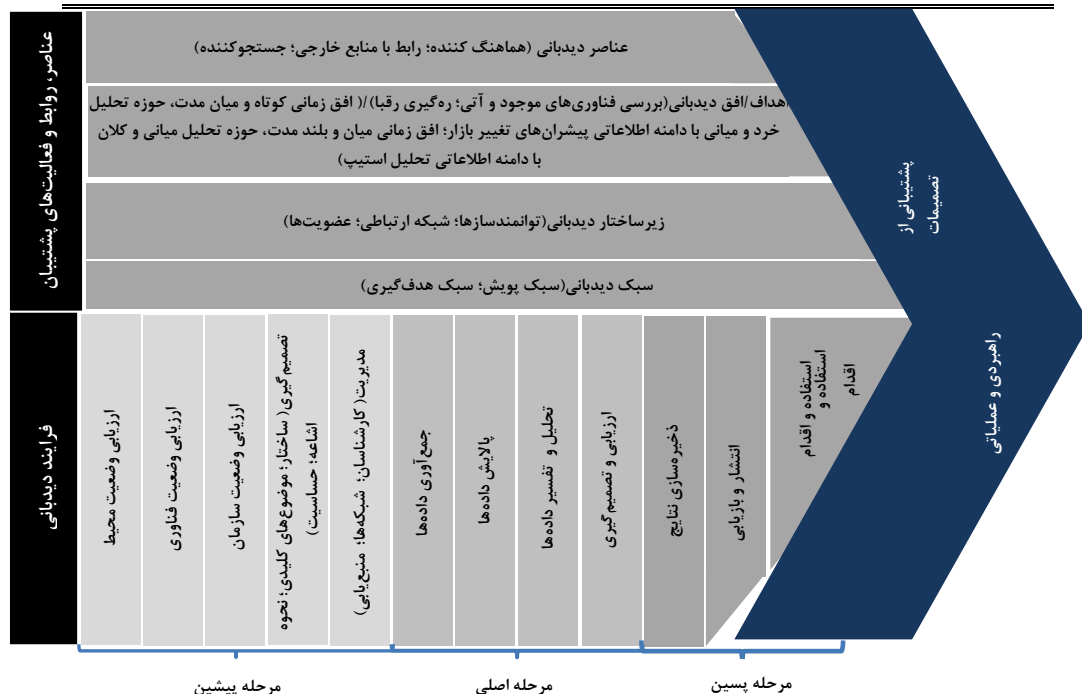 عناصر، روابط و فعالیت‌های پشتیبان
عناصر دیدبانی (هماهنگ کننده؛ رابط با منابع خارجی؛ جستجوکننده)
اهداف/افق دیدبانی(بررسی فناوری‌های موجود و آتی؛ ره‌گیری رقبا)/( افق زمانی کوتاه و میان مدت، حوزه تحلیل
خرد و میانی با دامنه اطلاعاتی پیشران‌های تغییر بازار؛ افق زمانی میان و بلند مدت، حوزه تحلیل میانی و کلان
با دامنه اطلاعاتی تحلیل استیپ)
زیرساختار دیدبانی(توانمندسازها؛ شبکه ارتباطی؛ عضویت‌ها)
سبک دیدبانی(سبک پویش؛ سبک هدف‌گیری)
پشتیبانی از
تصمیمات
راهبردی و عملیاتی
فرایند دیدبانی
ارزیابی وضعیت محیط
ارزیابی وضعیت فناوری
ارزیابی وضعیت سازمان
تصمیم گیری( ساختار؛ موضوع‌های کلیدی؛ نحوه
اشاعه؛ حساسیت)
مدیریت( کارشناسان؛ شبکه‌ها؛ منبع‌یابی)
جمع‌آوری داده‌ها
پالایش داده‌ها
تحلیل و تفسیر داده‌ها
ارزیابی و تصمیم‌گیری
ذخیره‌سازی نتایج
انتشار و بازیابی
استفاده و اقدام
استفاده و
اقدام
مرحله پیشین
مرحله اصلی
مرحله پسین